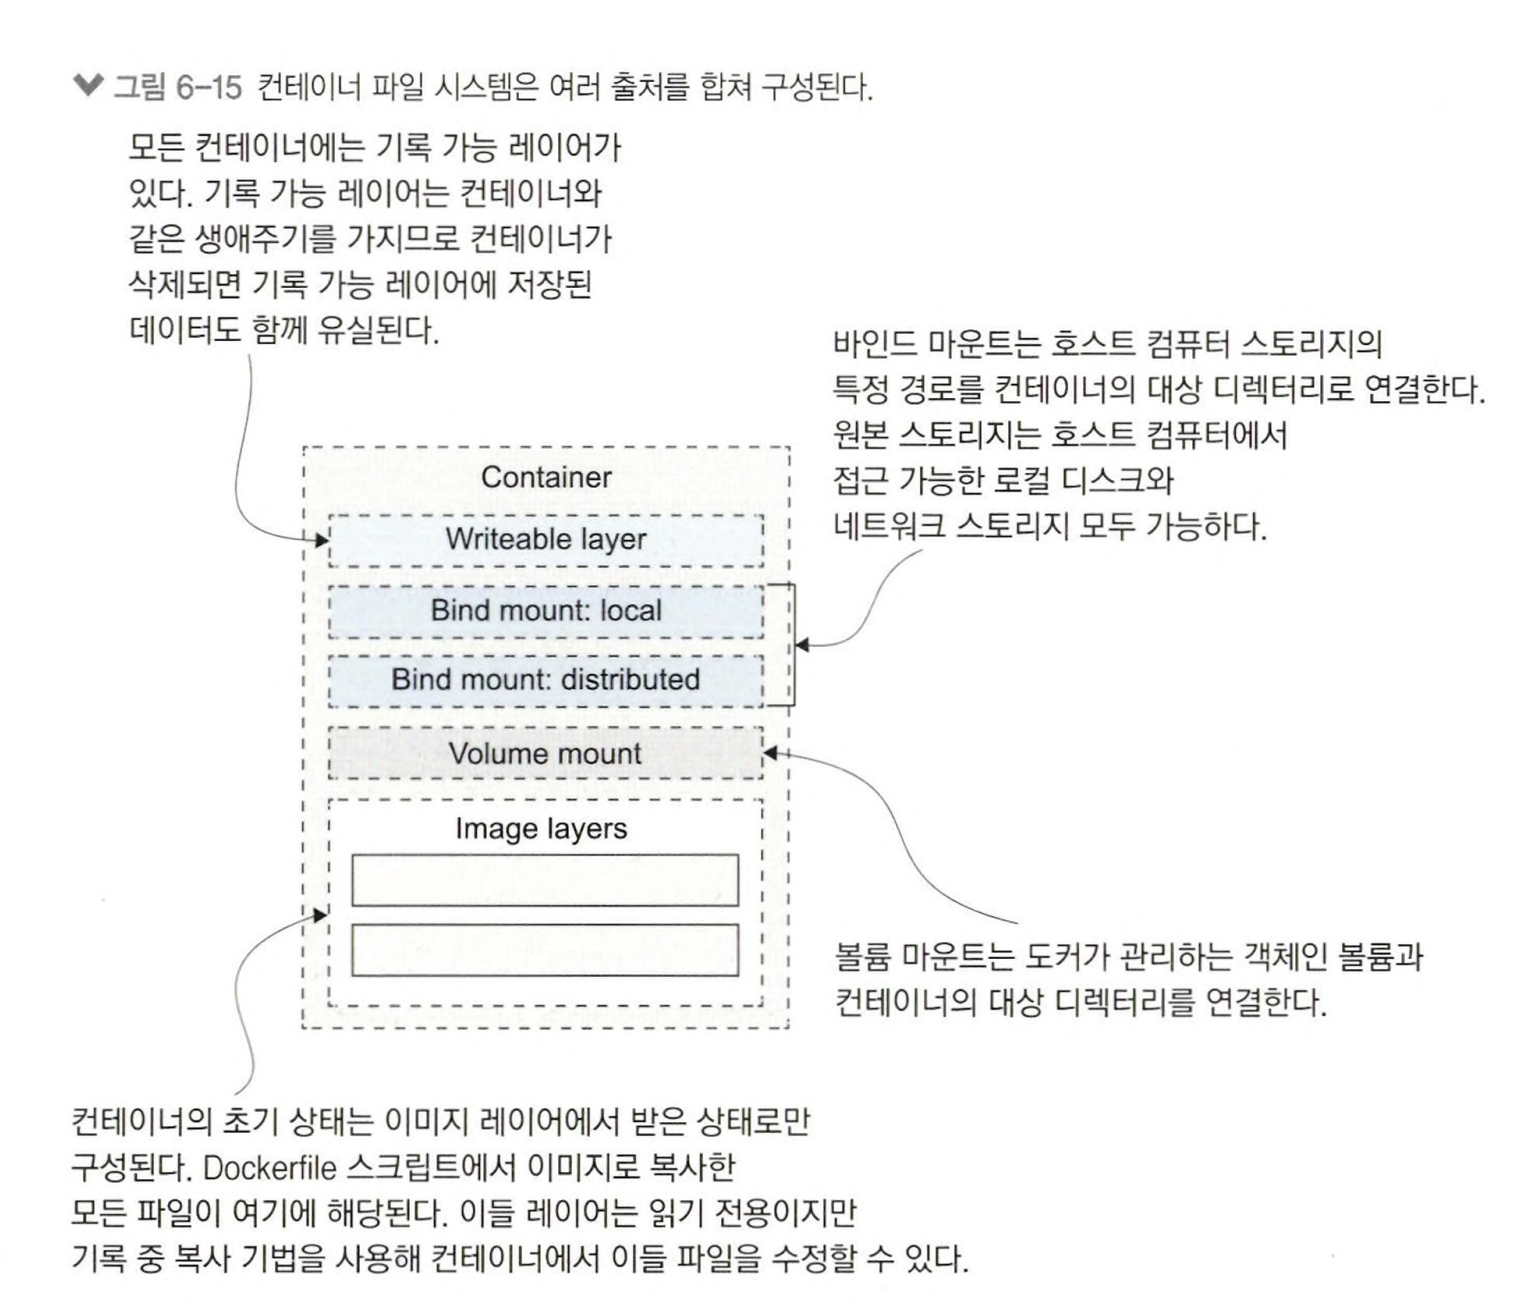 그림 6-15 컨테이너 파일 시스템은 여러 출처를 합쳐 구성된다.
모든 컨테이너에는 기록 가능 레이어가
있다. 기록 가능 레이어는 컨테이너와
같은 생애주기를 가지므로 컨테이너가
삭제되면 기록 가능 레이어에 저장된
데이터도 함께 유실된다.
바인드 마운트는 호스트 컴퓨터 스토리지의
특정 경로를 컨테이너의 대상 디렉터리로 연결한다.
원본 스토리지는 호스트 컴퓨터에서
접근 가능한 로컬 디스크와
네트워크 스토리지 모두 가능하다.
Container
Writeable layer
Bind mount: local
Bind mount: distributed
Volume mount
Image layers
볼륨 마운트는 도커가 관리하는 객체인 볼륨과
컨테이너의 대상 디렉터리를 연결한다.
컨테이너의 초기 상태는 이미지 레이어에서 받은 상태로만
구성된다. Dockerfile 스크립트에서 이미지로 복사한
모든 파일이 여기에 해당된다. 이들 레이어는 읽기 전용이지만
기록 중 복사 기법을 사용해 컨테이너에서 이들 파일을 수정할 수 있다.